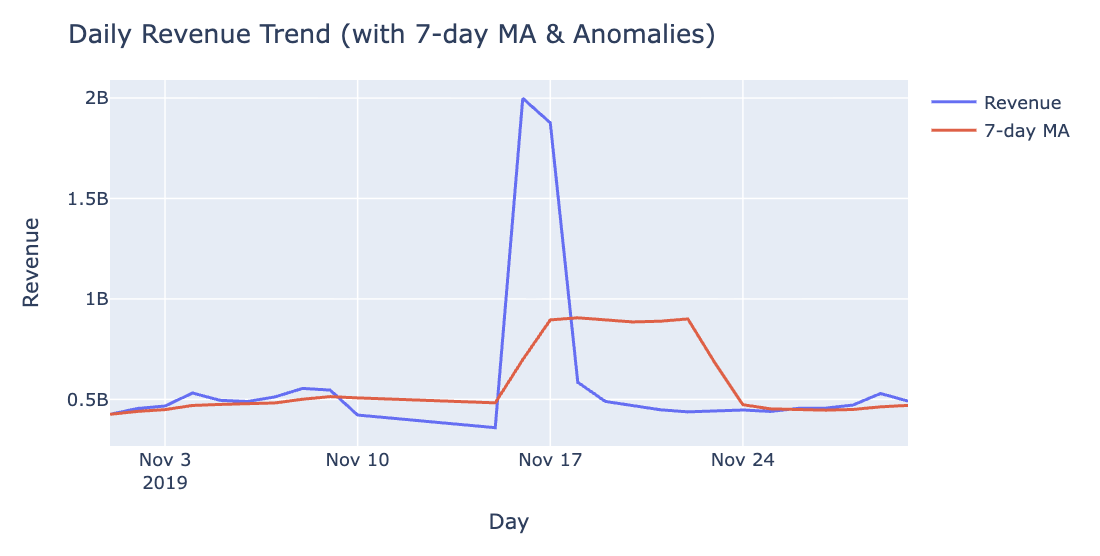 Daily Revenue Trend (with 7-day MA & Anomalies)
2B
1.5B
1B
0.5B
Revenue
Nov 3
2019
Nov 10
Nov 17
Nov 24
Day
Revenue
7-day MA